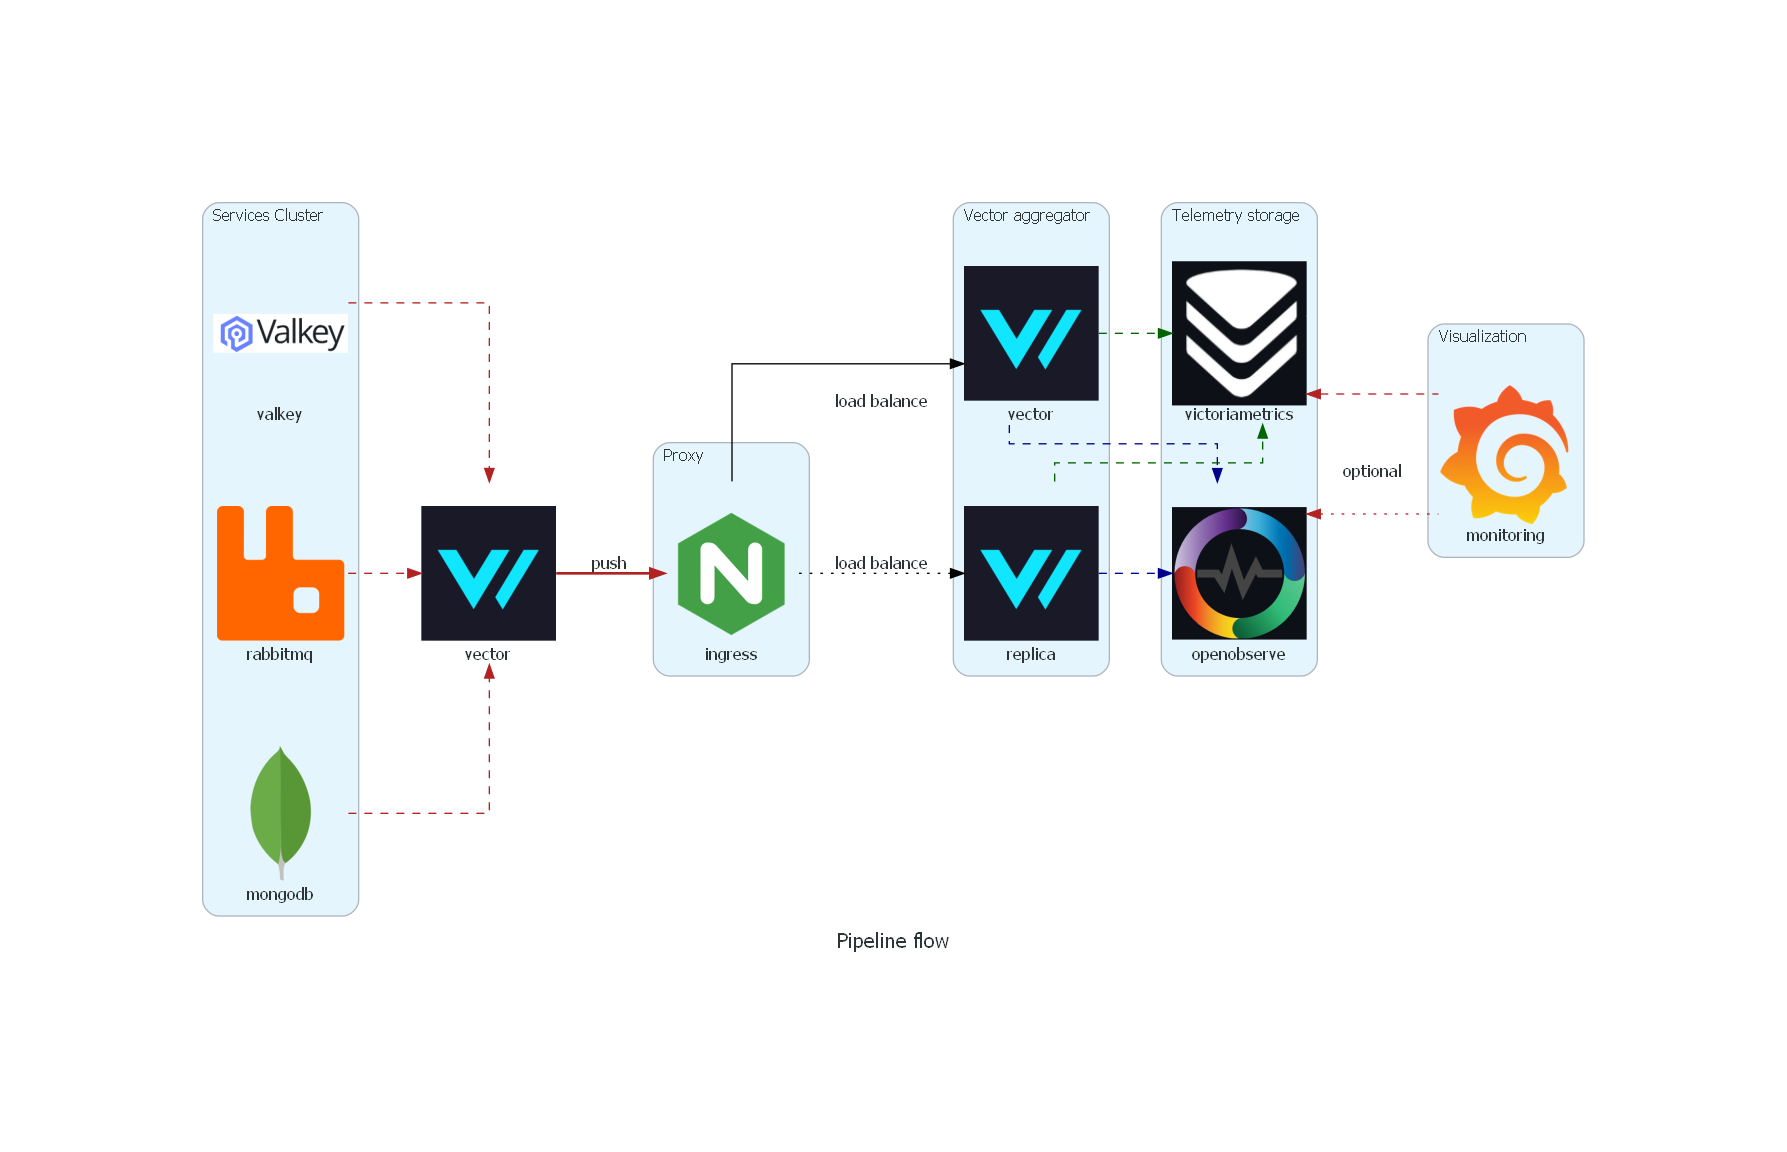 Services Cluster
Valkey
valkey
rabbitmq
mongodb
vector
push
Proxy
N
ingress
load balance
load balance
Vector aggregator
vector
replica
Telemetry storage
victoriametrics
openobserve
optional
Visualization
monitoring
Pipeline flow